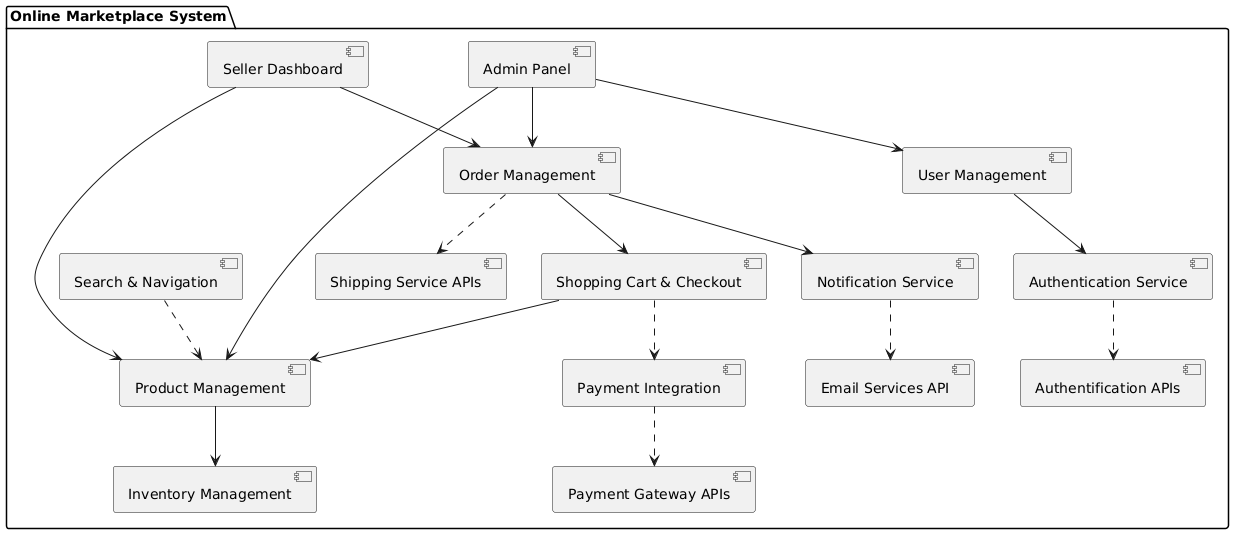 Online Marketplace System
Seller Dashboard
Admin Panel
Order Management
User Management
Search & Navigation
Shipping Service APIs
Shopping Cart & Checkout
Notification Service
Authentication Service
Product Management
Payment Integration
Email Services API
Authentification APIs
Inventory Management
Payment Gateway APIs